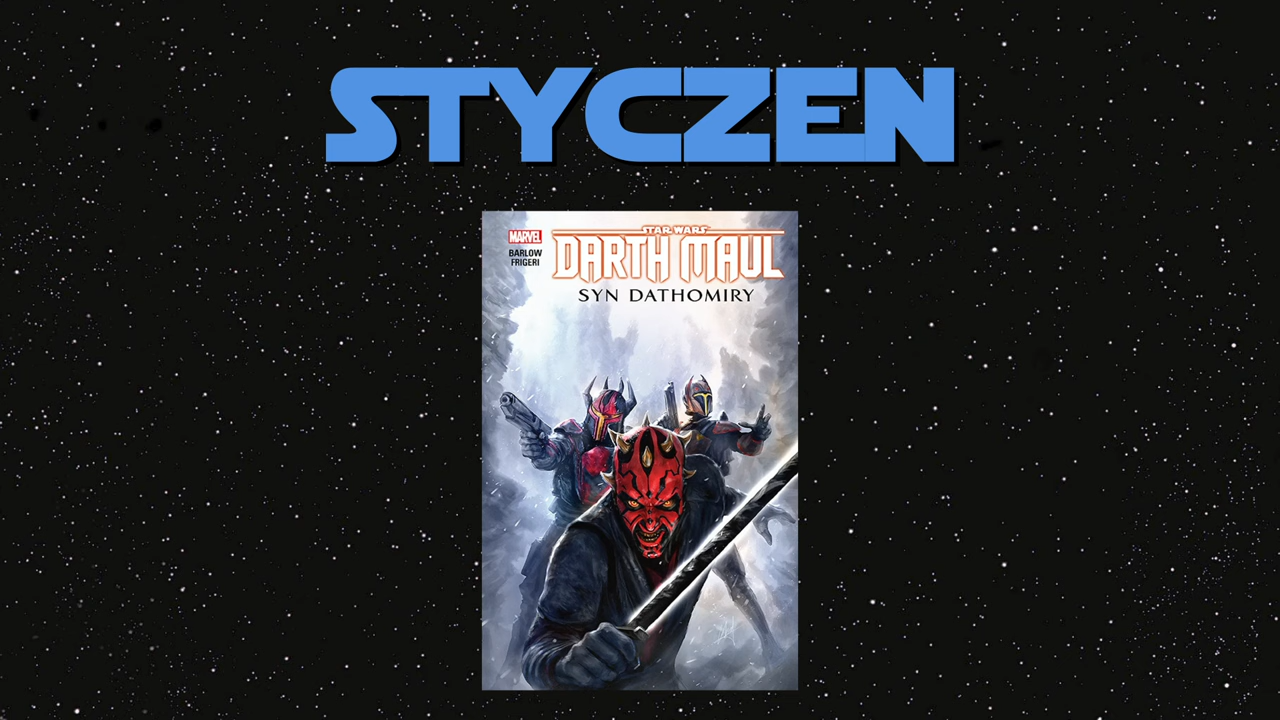 STYCZEN
MARVEL
BARLOW
FRIGERI
STAR WARS
DARTH MAUL
SYN DATHOMIRY